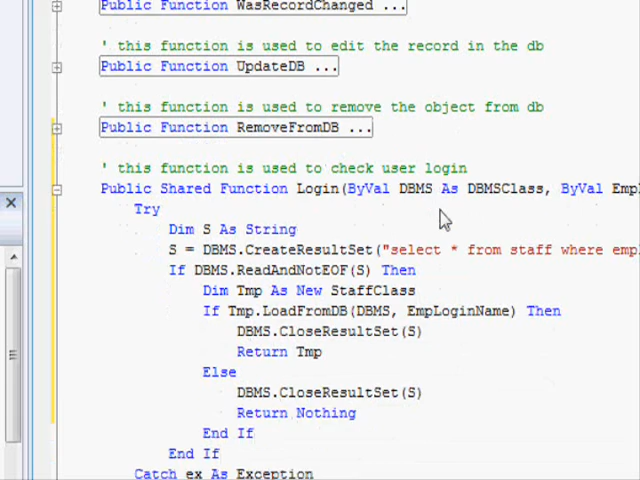 Public Function WasRecordChanged ...
' this function is used to edit the record in the db
Public Function UpdateDB ...
' this function is used to remove the object from db
Public Function RemoveFromDB ...
' this function is used to check user login
Public Shared Function Login(ByVal DBMS As DBMSClass, ByVal Emp
Try
Dim S As String
S = DBMS.CreateResultSet("select * from staff where emp
If DBMS.ReadAndNotEOF(S) Then
Dim Tmp As New StaffClass
If Tmp.LoadFromDB(DBMS, EmpLoginName) Then
DBMS.CloseResultSet(S)
Return Tmp
Else
DBMS.CloseResultSet(S)
Return Nothing
End If
End If
Catch ex As Exception